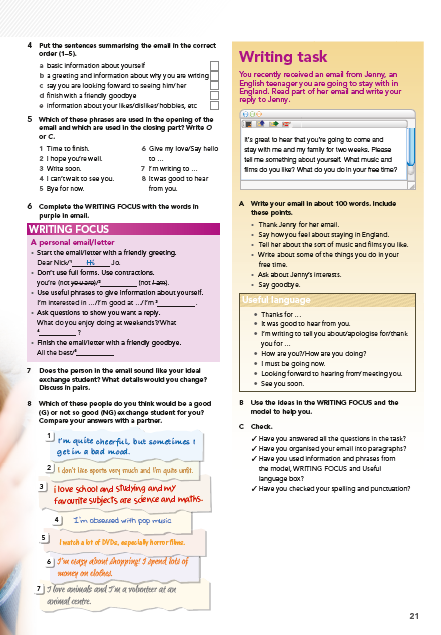 4 Put the sentences summarising the email in the correct
order (1–5).
a basic information about yourself
b a greeting and information about why you are writing
c say you are looking forward to seeing him/her
d finish with a friendly goodbye
e information about your likes/dislikes/hobbies, etc
5 Which of these phrases are used in the opening of the
email and which are used in the closing part? Write O
or C.
1 Time to finish.
2 I hope you're well.
3 Write soon.
4 I can't wait to see you.
5 Bye for now.
6 Give my love/Say hello
to ...
7 I'm writing to ...
8 It was good to hear
from you.
6 Complete the WRITING FOCUS with the words in
purple in email.
WRITING FOCUS
A personal email/letter
• Start the email/letter with a friendly greeting.
Dear Nick/¹ Hi Jo.
• Don't use full forms. Use contractions.
you're (not you are)/² (not I am).
• Use useful phrases to give information about yourself.
I'm interested in .../I'm good at .../I'm ³ .
• Ask questions to show you want a reply.
What do you enjoy doing at weekends?What
⁴ ?
• Finish the email/letter with a friendly goodbye.
All the best/⁵
7 Does the person in the email sound like your ideal
exchange student? What details would you change?
Discuss in pairs.
8 Which of these people do you think would be a good
(G) or not so good (NG) exchange student for you?
Compare your answers with a partner.
1 I'm quite cheerful, but sometimes I
get in a bad mood.
2 I don't like sports very much and I'm quite unfit.
3 i love school and studying and my
favourite subjects are science and maths.
4 I'm obsessed with pop music
5 I watch a lot of DVDs, especially horror films.
6 I'm crazy about shopping! I spend lots of
money on clothes.
7 I love animals and I'm a volunteer at an
animal centre.
Writing task
You recently received an email from Jenny, an
English teenager you are going to stay with in
England. Read part of her email and write your
reply to Jenny.
It's great to hear that you're going to come and
stay with me and my family for two weeks. Please
tell me something about yourself. What music and
films do you like? What do you do in your free time?
A Write your email in about 100 words. Include
these points.
• Thank Jenny for her email.
• Say how you feel about staying in England.
• Tell her about the sort of music and films you like.
• Write about some of the things you do in your
free time.
• Ask about Jenny's interests.
• Say goodbye.
Useful language
• Thanks for ...
• It was good to hear from you.
• I'm writing to tell you about/apologise for/thank
you for ...
• How are you?/How are you doing?
• I must be going now.
• Looking forward to hearing from/meeting you.
• See you soon.
B Use the ideas in the WRITING FOCUS and the
model to help you.
C Check.
✓ Have you answered all the questions in the task?
✓ Have you organised your email into paragraphs?
✓ Have you used information and phrases from
the model, WRITING FOCUS and Useful
language box?
✓ Have you checked your spelling and punctuation?
21